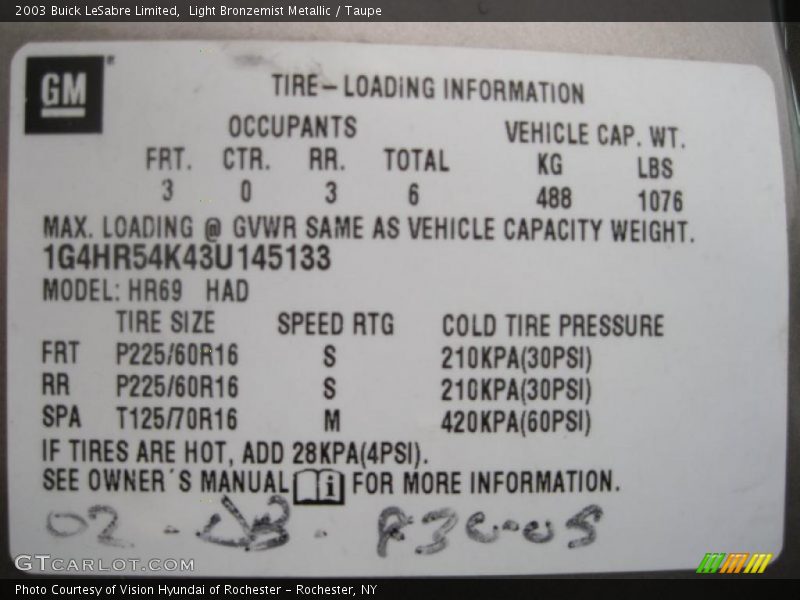 2003 Buick LeSabre Limited,  Light Bronzemist Metallic / Taupe
GM
TIRE-LOADING INFORMATION
OCCUPANTS VEHICLE CAP. WT.
FRT. CTR. RR. TOTAL KG LBS
3 0 3 6 488 1076
MAX. LOADING @ GVWR SAME AS VEHICLE CAPACITY WEIGHT.
1G4HR54K43U145133
MODEL: HR69 HAD
TIRE SIZE SPEED RTG COLD TIRE PRESSURE
FRT P225/60R16 S 210KPA(30PSI)
RR P225/60R16 S 210KPA(30PSI)
SPA T125/70R16 M 420KPA(60PSI)
IF TIRES ARE HOT, ADD 28KPA(4PSI).
SEE OWNER´S MANUAL i FOR MORE INFORMATION.
02 -
GTCARLOT.COM
Photo Courtesy of Vision Hyundai of Rochester – Rochester, NY